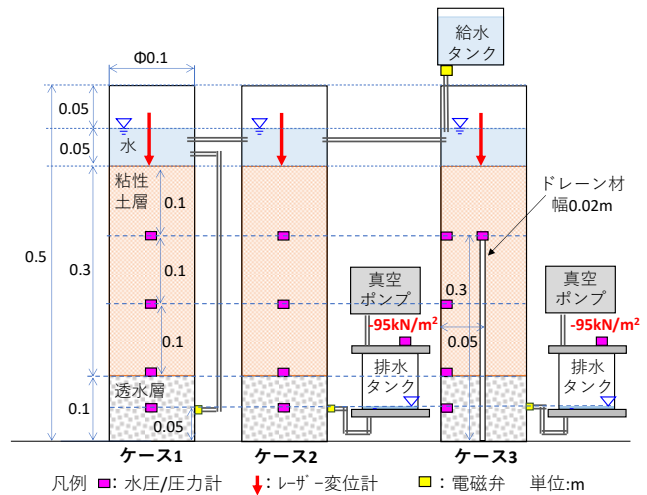 給水
タンク
Φ0.1
0.05
0.05
水
粘性
土層
0.1
ドレーン材
幅0.02m
0.5
0.3
0.1
真空
ポンプ
0.3
真空
ポンプ
-95kN/m²
-95kN/m²
0.05
0.1
排水
タンク
排水
タンク
透水層
0.1
0.05
ケース1
ケース2
ケース3
凡例
:水圧/圧力計
:レーザー変位計
:電磁弁
単位:m